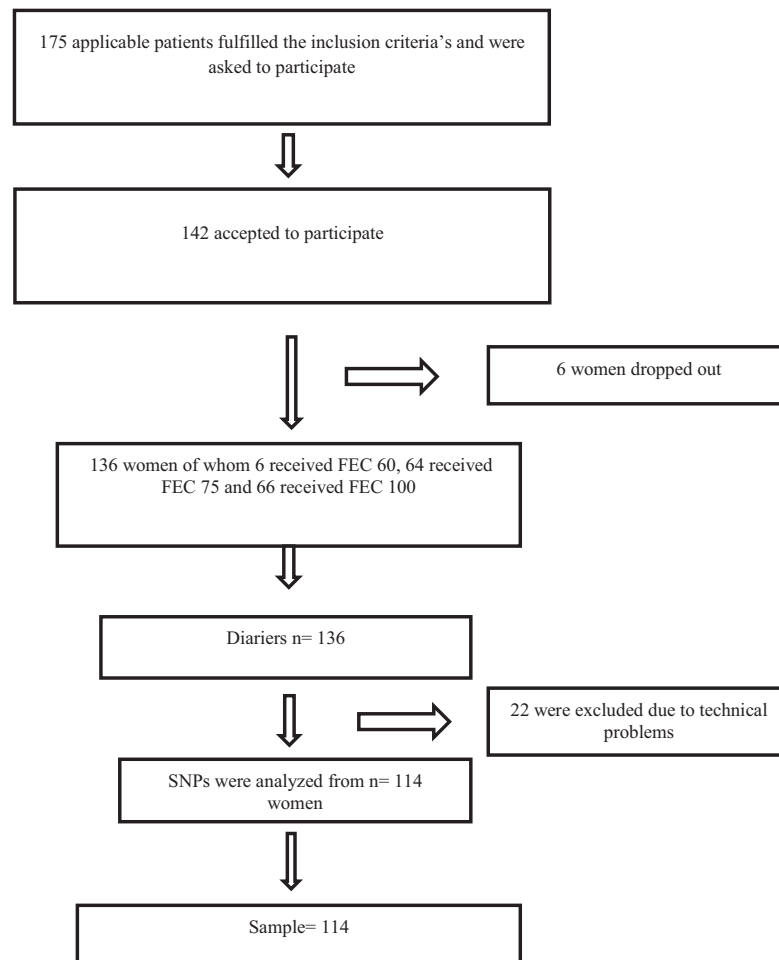 175 applicable patients fulfilled the inclusion criteria's and were
asked to participate
142 accepted to participate
6 women dropped out
136 women of whom 6 received FEC 60, 64 received
FEC 75 and 66 received FEC 100
Diariers n= 136
22 were excluded due to technical
problems
SNPs were analyzed from n= 114
women
Sample= 114